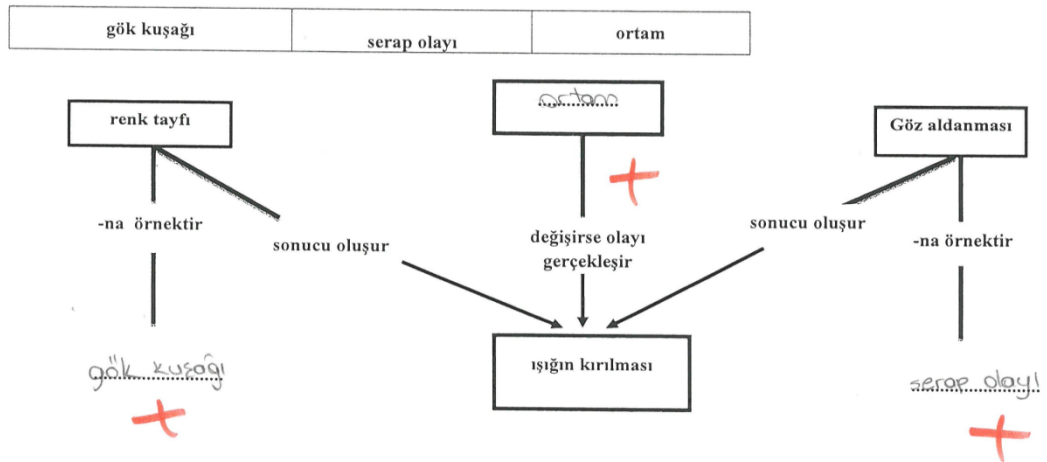 gök kuşağı
serap olayı
ortam
ortam
renk tayfı
Göz aldanması
-na örnektir
sonucu oluşur
değişirse olayı
gerçekleşir
sonucu oluşur
-na örnektir
ışığın kırılması
gök kuşağı
serap olayı